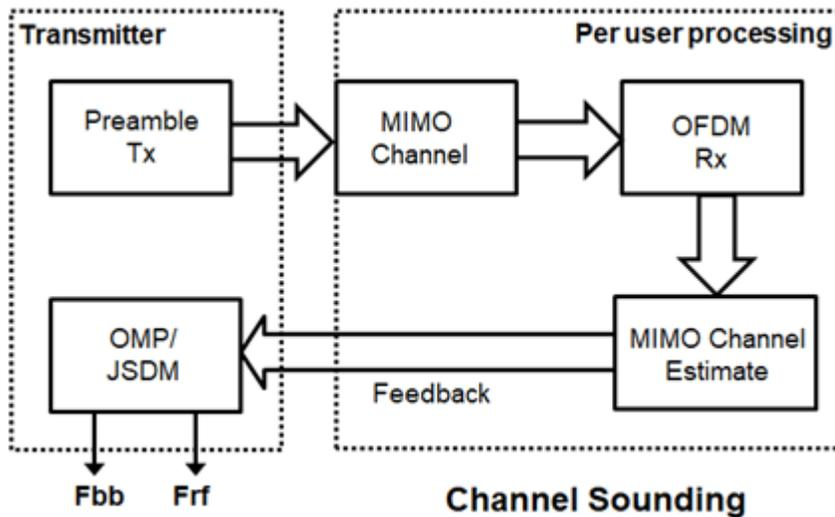 Transmitter
Per user processing
Preamble
Tx
MIMO
Channel
OFDM
Rx
OMP/
JSDM
MIMO Channel
Estimate
Feedback
Fbb
Frf
Channel Sounding